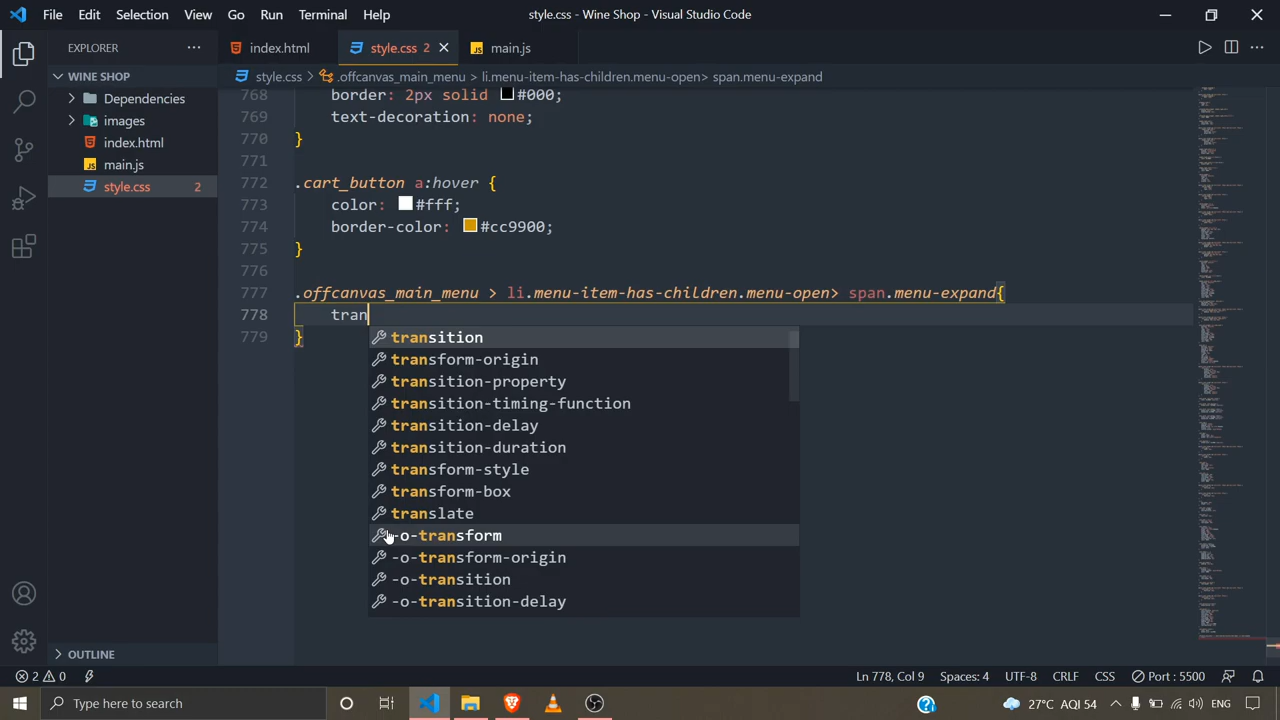 File Edit Selection View Go Run Terminal Help style.css - Wine Shop - Visual Studio Code
EXPLORER ... index.html style.css 2 main.js
WINE SHOP
style.css > .offcanvas_main_menu > li.menu-item-has-children.menu-open> span.menu-expand
Dependencies
images
index.html
main.js
style.css 2
768 border: 2px solid #000;
769 text-decoration: none;
770 }
771
772 .cart_button a:hover {
773 color: #fff;
774 border-color: #cc9900;
775 }
776
777 .offcanvas_main_menu > li.menu-item-has-children.menu-open> span.menu-expand{
778 tran
779 }
transition
transform-origin
transition-property
transition-timing-function
transition-delay
transition-duration
transform-style
transform-box
translate
-o-transform
-o-transform-origin
-o-transition
-o-transition-delay
OUTLINE
2 0 Ln 778, Col 9 Spaces: 4 UTF-8 CRLF CSS Port : 5500
Type here to search 27°C AQI 54 ENG